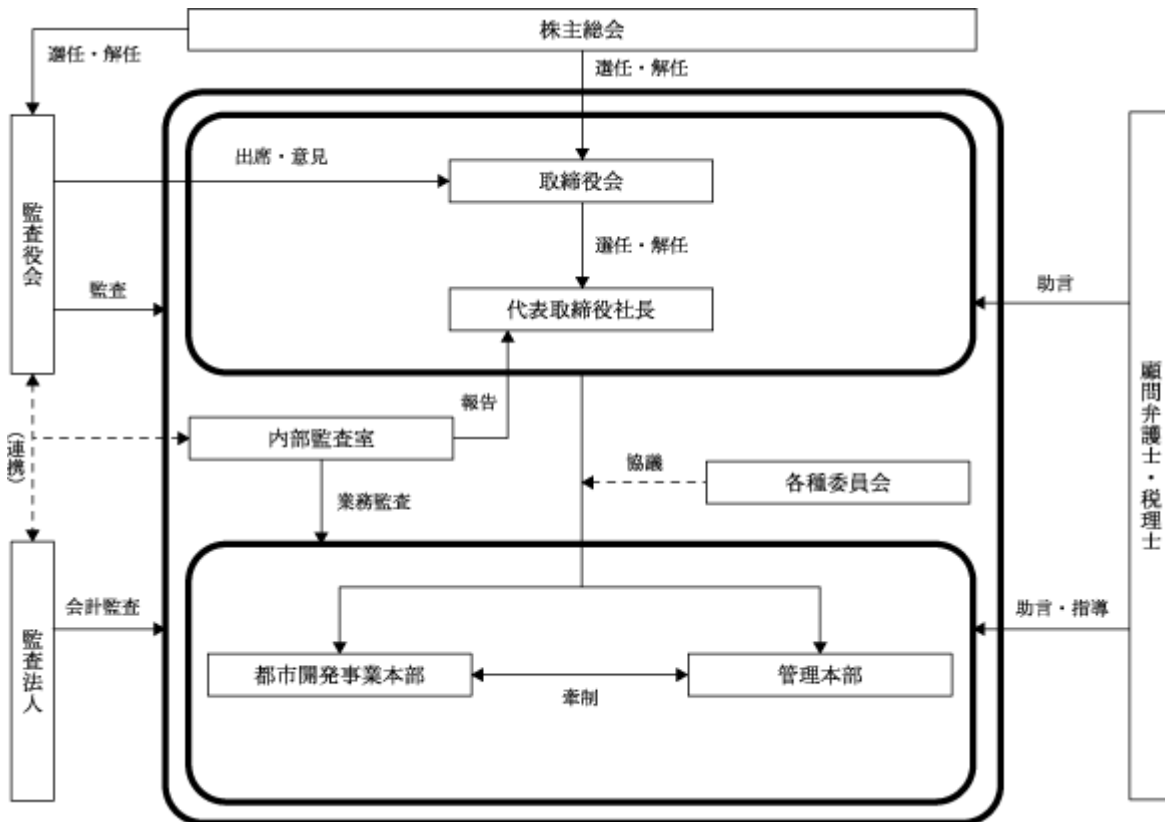 株主総会
選任・解任
選任・解任
出席・意見
取締役会
監査役会
選任・解任
監査
代表取締役社長
助言
顧問弁護士・税理士
報告
内部監査室
(連携)
協議
各種委員会
業務監査
会計監査
監査法人
助言・指導
都市開発事業本部
管理本部
牽制